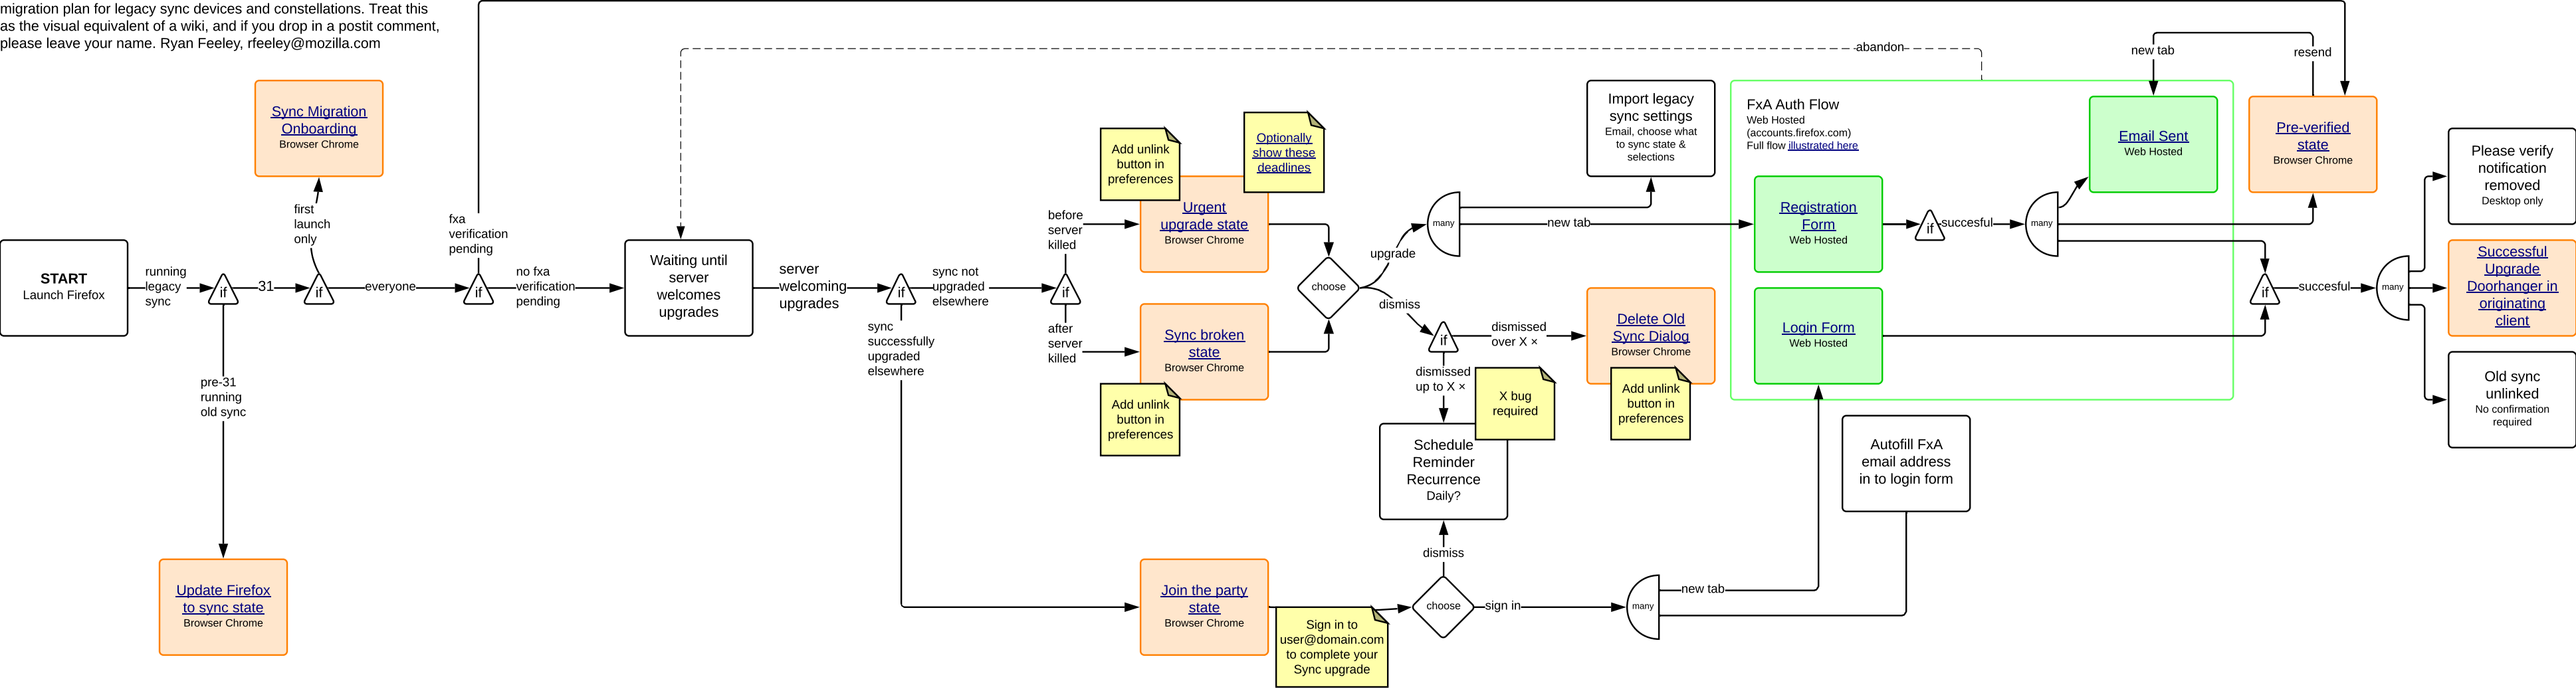 migration plan for legacy sync devices and constellations. Treat this
as the visual equivalent of a wiki, and if you drop in a postit comment,
please leave your name. Ryan Feeley, rfeeley@mozilla.com
START
Launch Firefox
running
legacy
sync
if
31
pre-31
running
old sync
Update Firefox
to sync state
Browser Chrome
Sync Migration
Onboarding
Browser Chrome
first
launch
only
if
everyone
fxa
verification
pending
if
no fxa
verification
pending
Waiting until
server
welcomes
upgrades
server
welcoming
upgrades
if
sync not
upgraded
elsewhere
sync
successfully
upgraded
elsewhere
before
server
killed
if
after
server
killed
Add unlink
button in
preferences
Optionally
show these
deadlines
Urgent
upgrade state
Browser Chrome
Sync broken
state
Browser Chrome
Add unlink
button in
preferences
choose
upgrade
dismiss
many
new tab
Import legacy
sync settings
Email, choose what
to sync state &
selections
if
dismissed
over X ×
dismissed
up to X ×
Delete Old
Sync Dialog
Browser Chrome
Add unlink
button in
preferences
X bug
required
Schedule
Reminder
Recurrence
Daily?
dismiss
Join the party
state
Browser Chrome
Sign in to
user@domain.com
to complete your
Sync upgrade
choose
sign in
many
new tab
Autofill FxA
email address
in to login form
abandon
FxA Auth Flow
Web Hosted
(accounts.firefox.com)
Full flow illustrated here
Registration
Form
Web Hosted
Login Form
Web Hosted
if
succesful
many
Email Sent
Web Hosted
new tab
resend
Pre-verified
state
Browser Chrome
if
succesful
many
Please verify
notification
removed
Desktop only
Successful
Upgrade
Doorhanger in
originating
client
Old sync
unlinked
No confirmation
required